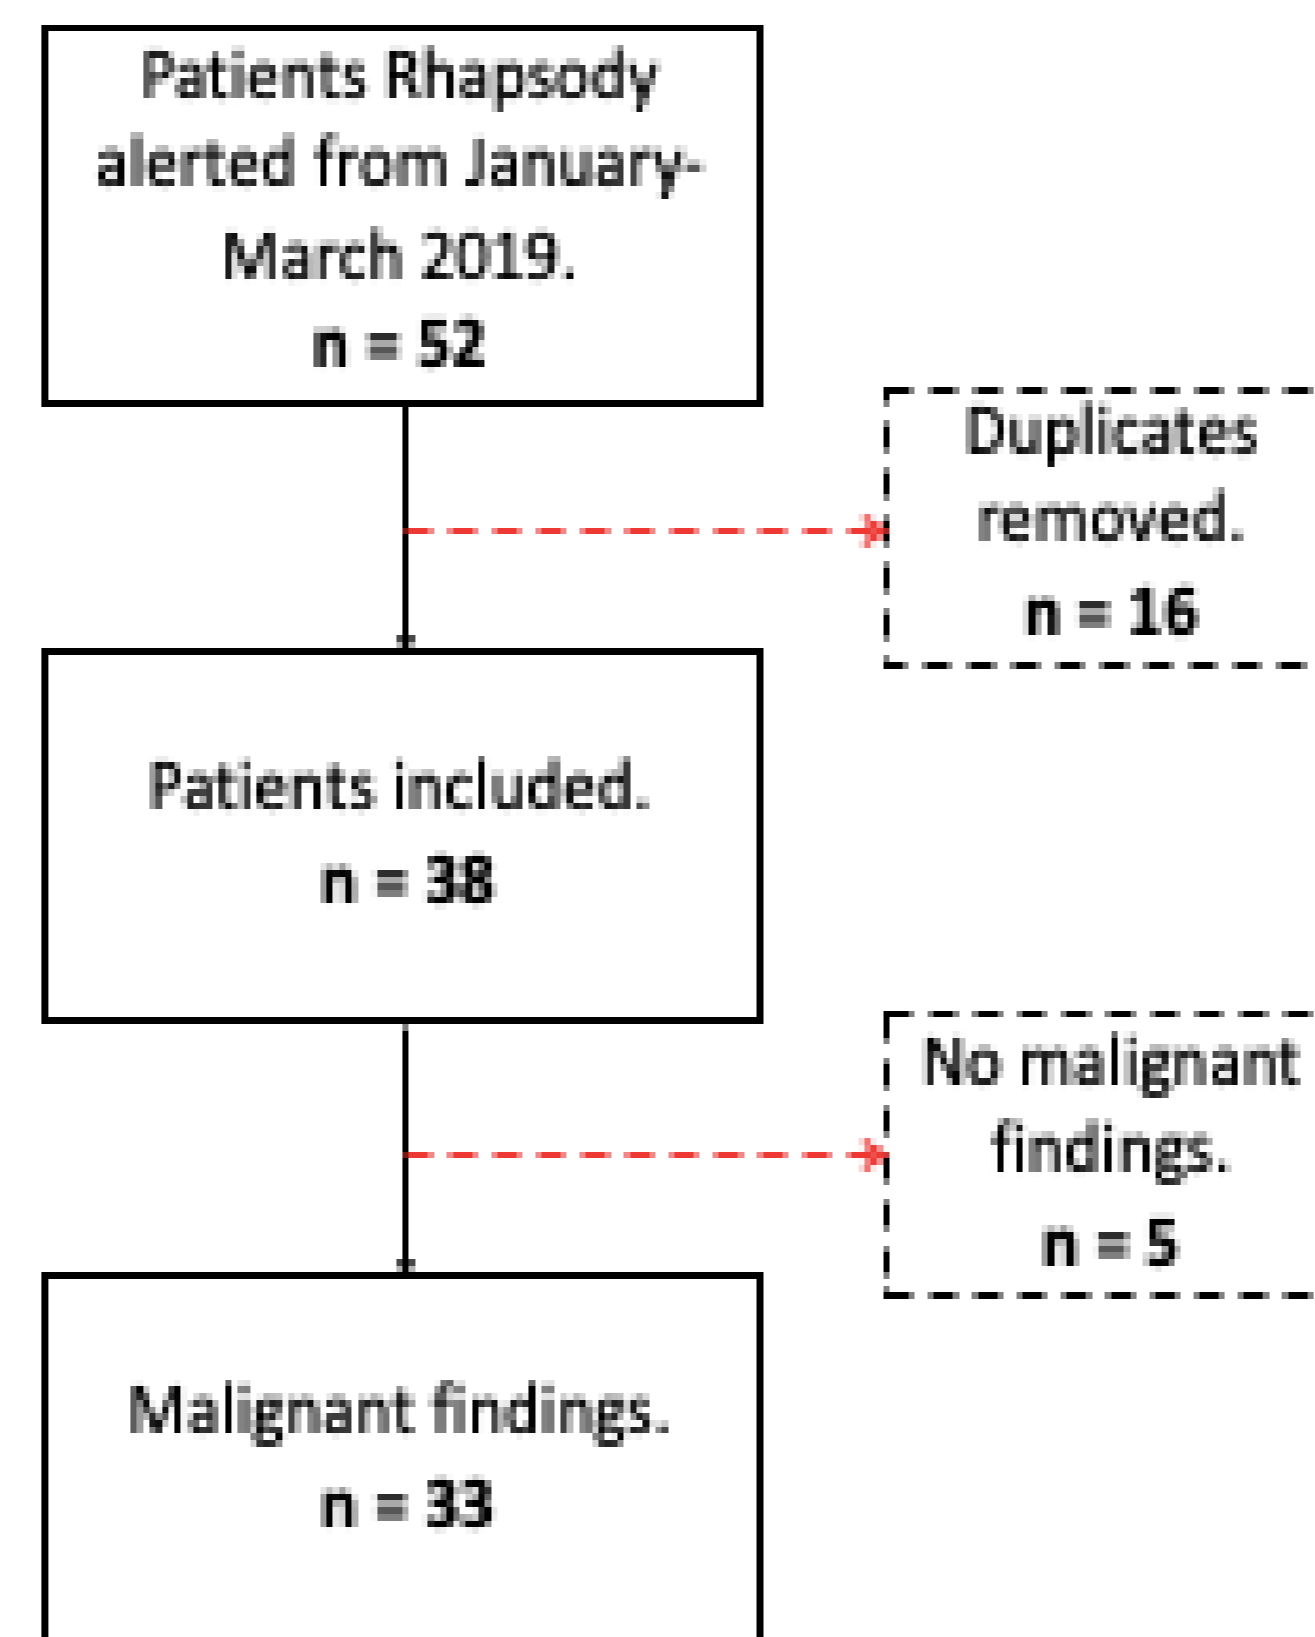 Patients Rhapsody
alerted from January-
March 2019.
n = 52
Duplicates
removed.
n = 16
Patients included.
n = 38
No malignant
findings.
n = 5
Malignant findings.
n = 33